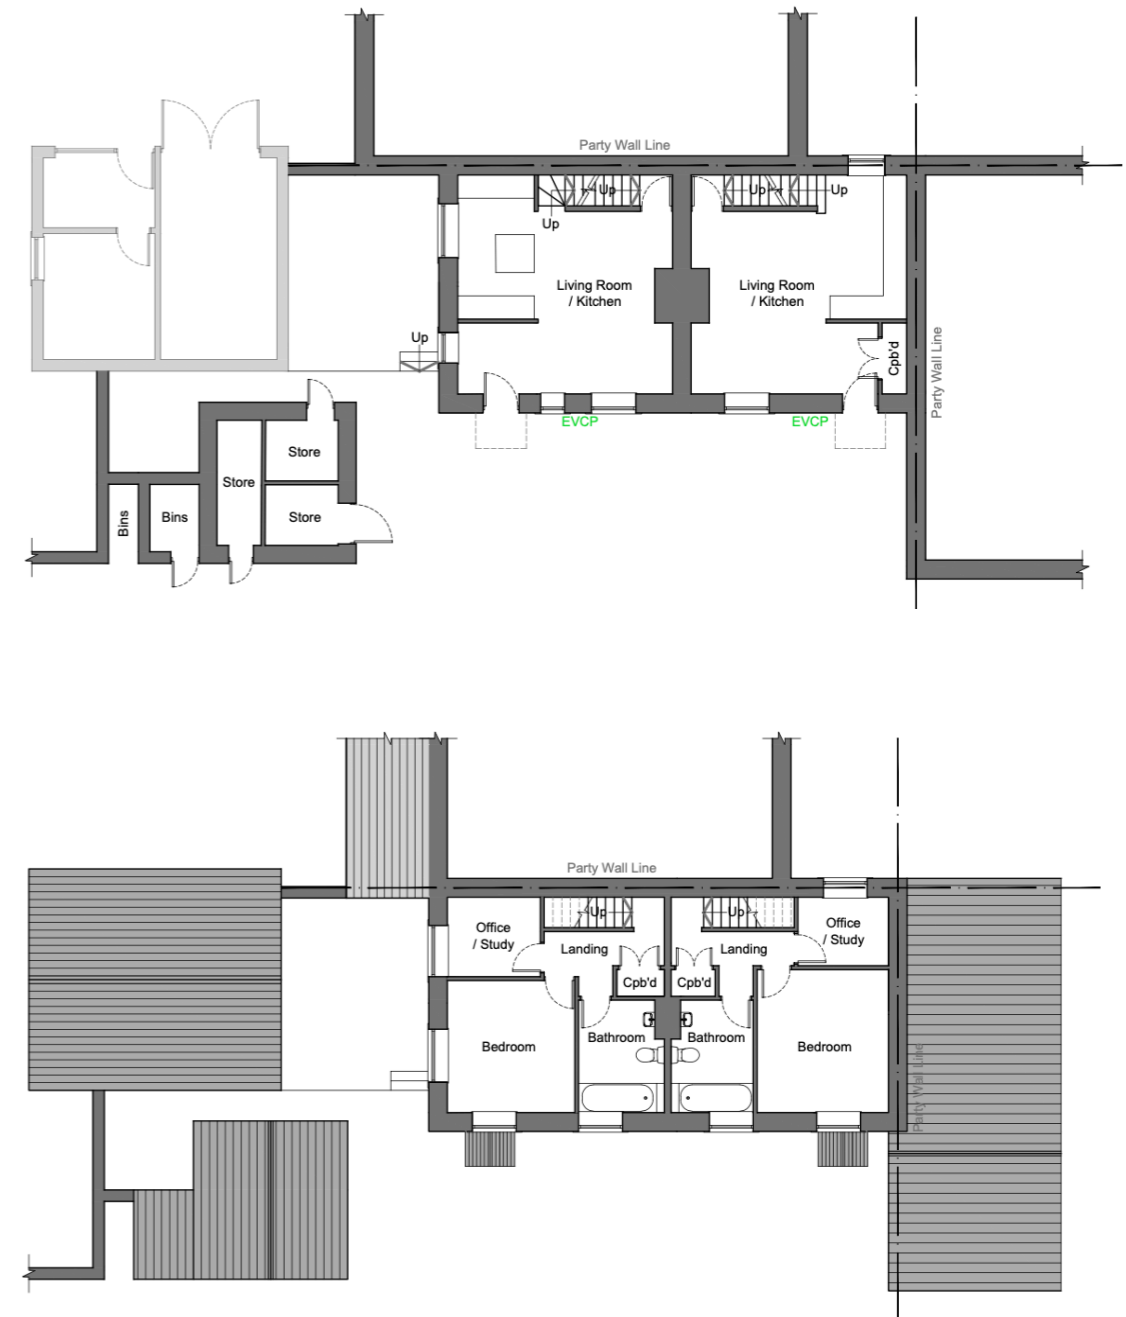 Party Wall Line
Up
Up
Up
Up
Living Room
/ Kitchen
Living Room
/ Kitchen
Up
Cpb'd
Party Wall Line
EVCP
EVCP
Store
Store
Store
Bins
Bins
Party Wall Line
Up
Up
Office
/ Study
Office
/ Study
Landing
Landing
Cpb'd
Cpb'd
Bedroom
Bathroom
Bathroom
Bedroom
Party Wall Line